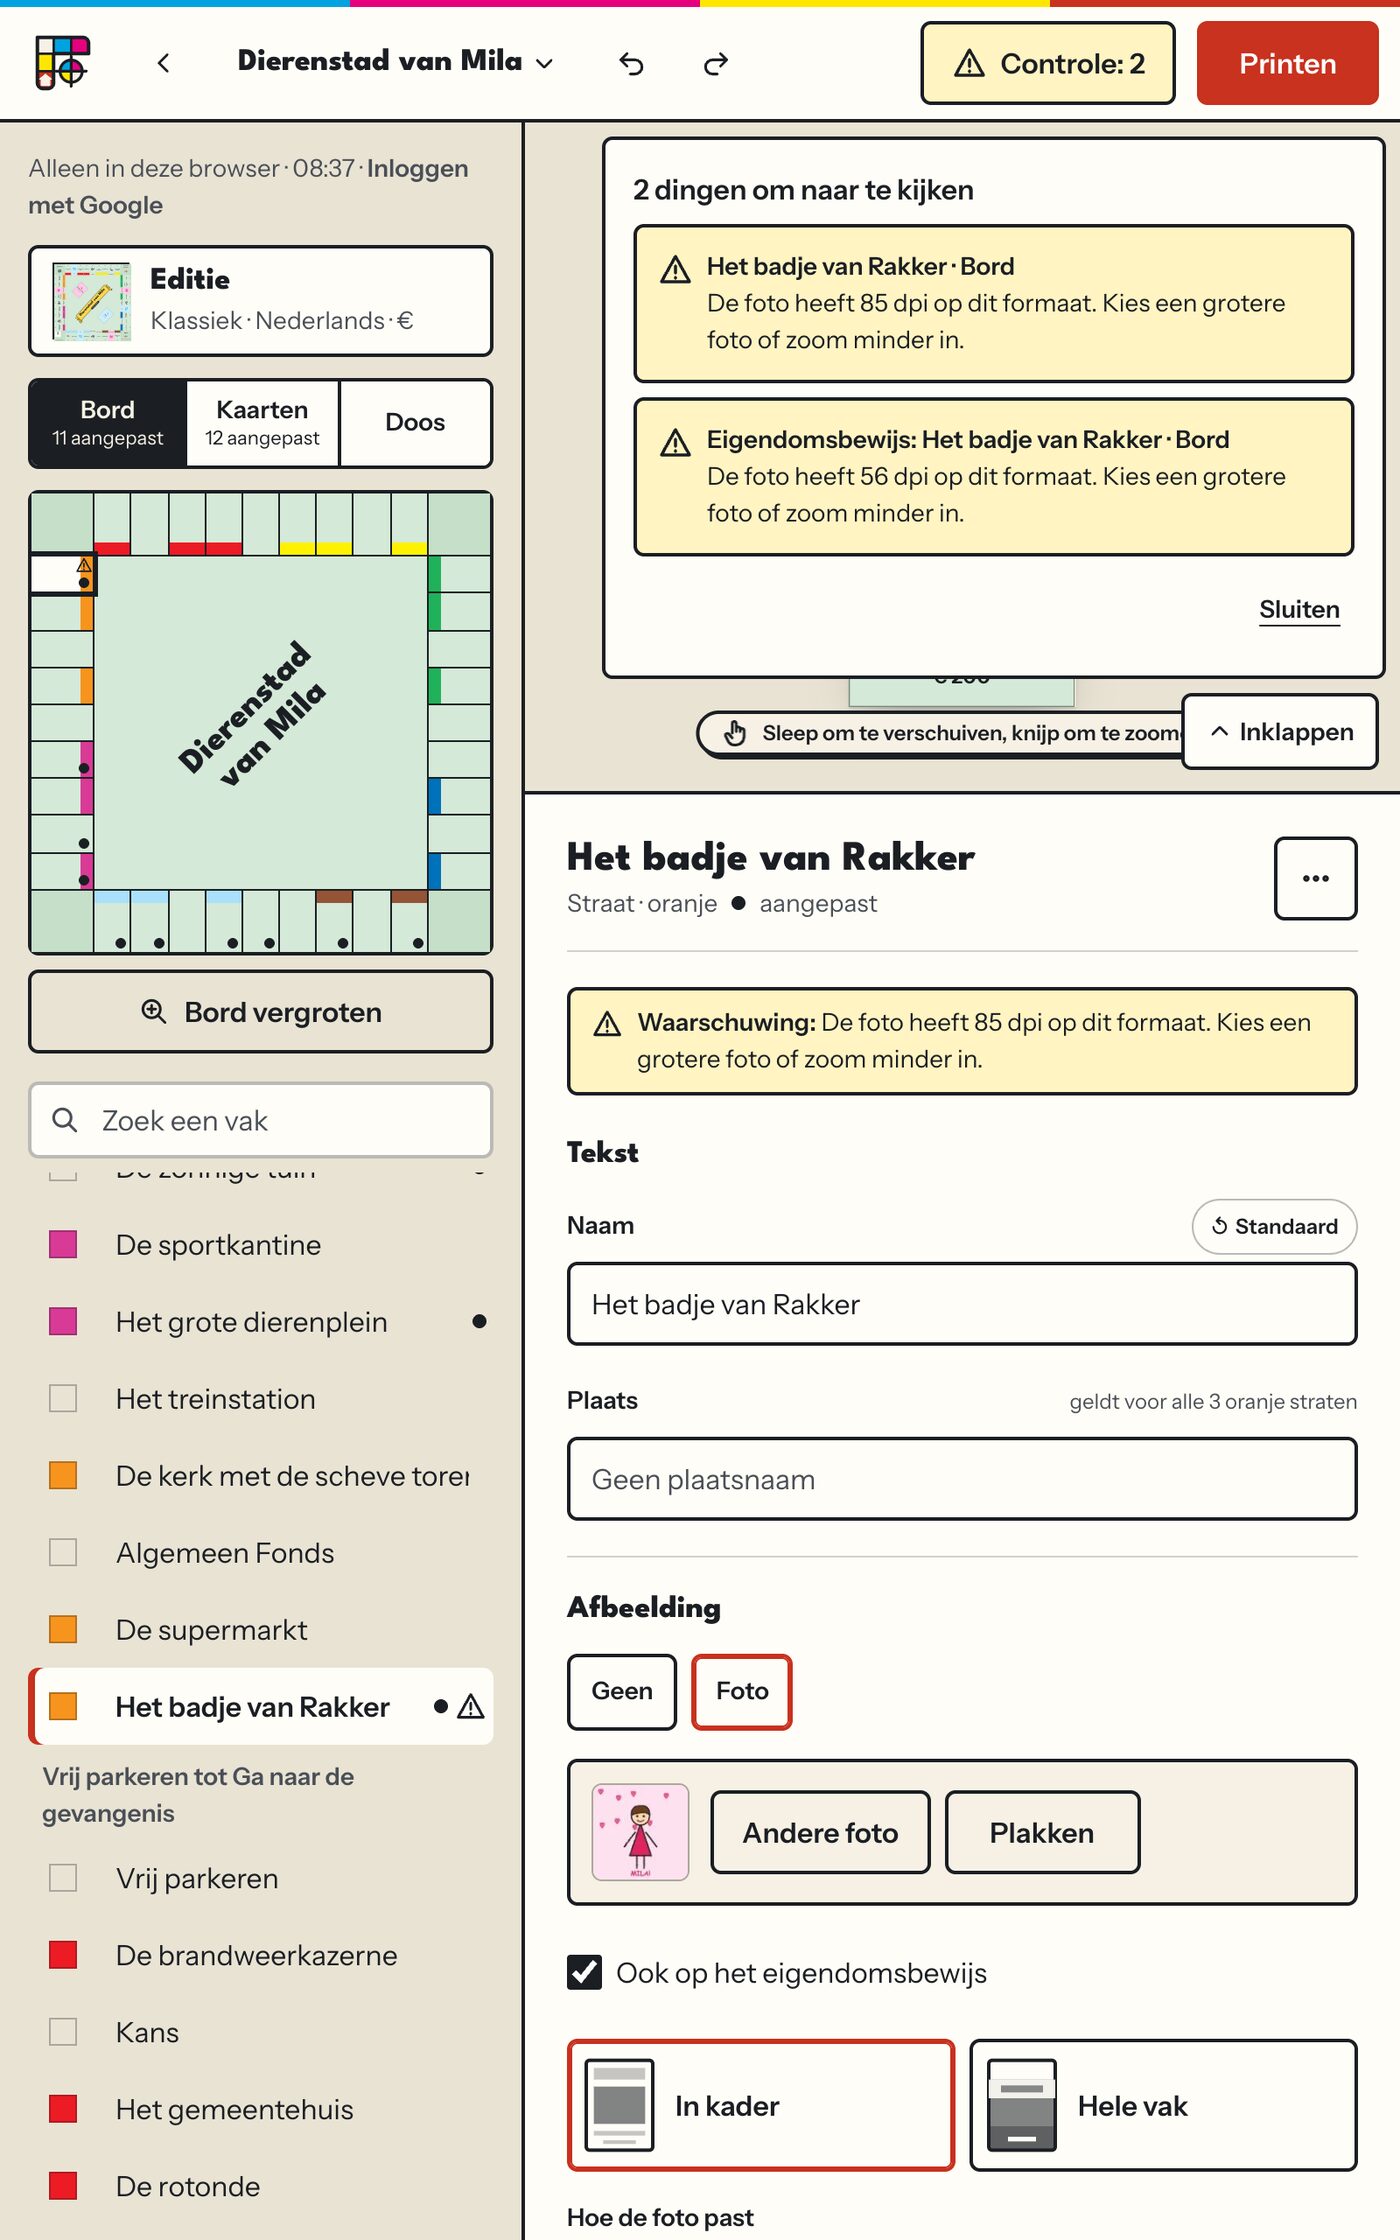 Dierenstad van Mila
Controle: 2
Printen
Alleen in deze browser · 08:37 · Inloggen
met Google
Editie
Klassiek · Nederlands · €
Bord
11 aangepast
Kaarten
12 aangepast
Doos
Dierenstad
van Mila
Bord vergroten
Zoek een vak
De zonnige tuin
De sportkantine
Het grote dierenplein
Het treinstation
De kerk met de scheve toren
Algemeen Fonds
De supermarkt
Het badje van Rakker
Vrij parkeren tot Ga naar de
gevangenis
Vrij parkeren
De brandweerkazerne
Kans
Het gemeentehuis
De rotonde
2 dingen om naar te kijken
Het badje van Rakker · Bord
De foto heeft 85 dpi op dit formaat. Kies een grotere
foto of zoom minder in.
Eigendomsbewijs: Het badje van Rakker · Bord
De foto heeft 56 dpi op dit formaat. Kies een grotere
foto of zoom minder in.
Sluiten
€ 200
Sleep om te verschuiven, knijp om te zoom
Inklappen
Het badje van Rakker
Straat · oranje ● aangepast
Waarschuwing: De foto heeft 85 dpi op dit formaat. Kies een
grotere foto of zoom minder in.
Tekst
Naam
Standaard
Het badje van Rakker
Plaats
geldt voor alle 3 oranje straten
Geen plaatsnaam
Afbeelding
Geen
Foto
MILA!
Andere foto
Plakken
Ook op het eigendomsbewijs
In kader
Hele vak
Hoe de foto past